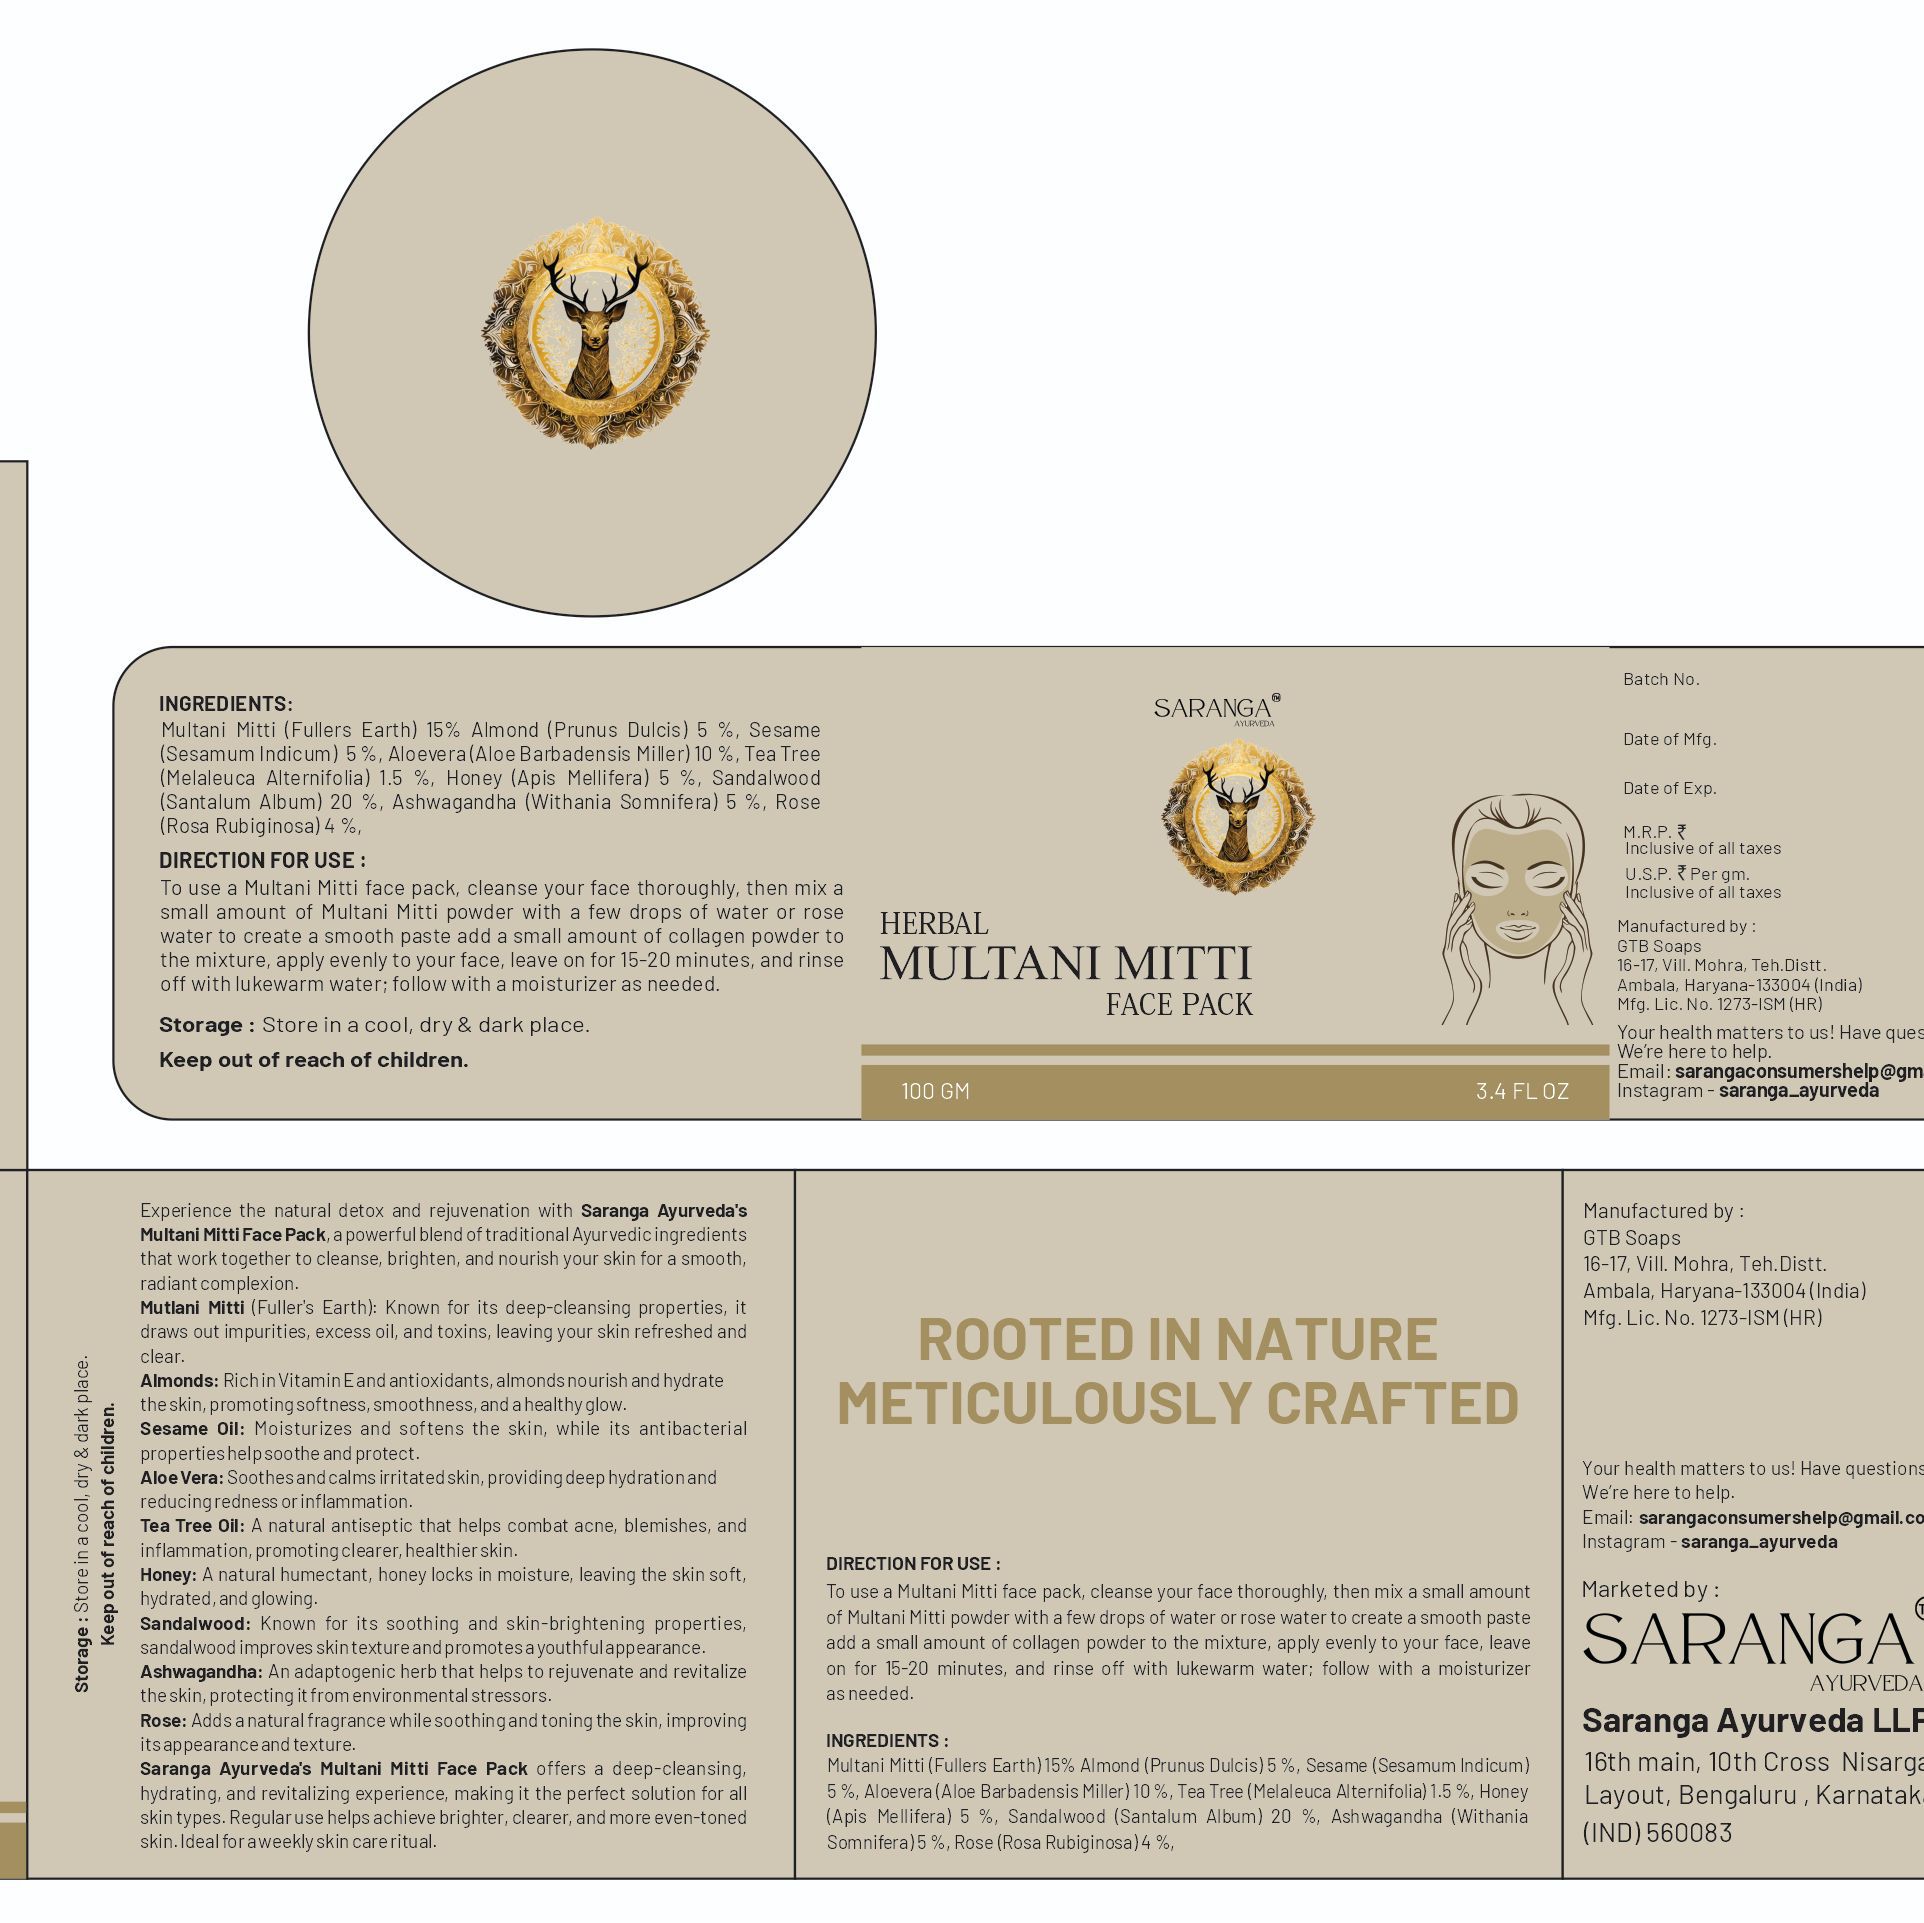 INGREDIENTS:
Multani Mitti (Fullers Earth) 15% Almond (Prunus Dulcis) 5 %, Sesame
(Sesamum Indicum) 5 %, Aloevera (Aloe Barbadensis Miller) 10 %, Tea Tree
(Melaleuca Alternifolia) 1.5 %, Honey (Apis Mellifera) 5 %, Sandalwood
(Santalum Album) 20 %, Ashwagandha (Withania Somnifera) 5 %, Rose
(Rosa Rubiginosa) 4 %,
DIRECTION FOR USE :
To use a Multani Mitti face pack, cleanse your face thoroughly, then mix a
small amount of Multani Mitti powder with a few drops of water or rose
water to create a smooth paste add a small amount of collagen powder to
the mixture, apply evenly to your face, leave on for 15-20 minutes, and rinse
off with lukewarm water; follow with a moisturizer as needed.
Storage : Store in a cool, dry & dark place.
Keep out of reach of children.
SARANGA TM
AYURVEDA
HERBAL
MULTANI MITTI
FACE PACK
100 GM
3.4 FL OZ
Batch No.
Date of Mfg.
Date of Exp.
M.R.P. ₹
Inclusive of all taxes
U.S.P. ₹ Per gm.
Inclusive of all taxes
Manufactured by :
GTB Soaps
16-17, Vill. Mohra, Teh.Distt.
Ambala, Haryana-133004 (India)
Mfg. Lic. No. 1273-ISM (HR)
Your health matters to us! Have ques
We're here to help.
Email: sarangaconsumershelp@gm
Instagram - saranga_ayurveda
Storage : Store in a cool, dry & dark place.
Keep out of reach of children.
Experience the natural detox and rejuvenation with Saranga Ayurveda's
Multani Mitti Face Pack, a powerful blend of traditional Ayurvedic ingredients
that work together to cleanse, brighten, and nourish your skin for a smooth,
radiant complexion.
Mutlani Mitti (Fuller's Earth): Known for its deep-cleansing properties, it
draws out impurities, excess oil, and toxins, leaving your skin refreshed and
clear.
Almonds: Rich in Vitamin E and antioxidants, almonds nourish and hydrate
the skin, promoting softness, smoothness, and a healthy glow.
Sesame Oil: Moisturizes and softens the skin, while its antibacterial
properties help soothe and protect.
Aloe Vera: Soothes and calms irritated skin, providing deep hydration and
reducing redness or inflammation.
Tea Tree Oil: A natural antiseptic that helps combat acne, blemishes, and
inflammation, promoting clearer, healthier skin.
Honey: A natural humectant, honey locks in moisture, leaving the skin soft,
hydrated, and glowing.
Sandalwood: Known for its soothing and skin-brightening properties,
sandalwood improves skin texture and promotes a youthful appearance.
Ashwagandha: An adaptogenic herb that helps to rejuvenate and revitalize
the skin, protecting it from environmental stressors.
Rose: Adds a natural fragrance while soothing and toning the skin, improving
its appearance and texture.
Saranga Ayurveda's Multani Mitti Face Pack offers a deep-cleansing,
hydrating, and revitalizing experience, making it the perfect solution for all
skin types. Regular use helps achieve brighter, clearer, and more even-toned
skin. Ideal for a weekly skin care ritual.
ROOTED IN NATURE
METICULOUSLY CRAFTED
DIRECTION FOR USE :
To use a Multani Mitti face pack, cleanse your face thoroughly, then mix a small amount
of Multani Mitti powder with a few drops of water or rose water to create a smooth paste
add a small amount of collagen powder to the mixture, apply evenly to your face, leave
on for 15-20 minutes, and rinse off with lukewarm water; follow with a moisturizer
as needed.
INGREDIENTS :
Multani Mitti (Fullers Earth) 15% Almond (Prunus Dulcis) 5 %, Sesame (Sesamum Indicum)
5 %, Aloevera (Aloe Barbadensis Miller) 10 %, Tea Tree (Melaleuca Alternifolia) 1.5 %, Honey
(Apis Mellifera) 5 %, Sandalwood (Santalum Album) 20 %, Ashwagandha (Withania
Somnifera) 5 %, Rose (Rosa Rubiginosa) 4 %,
Manufactured by :
GTB Soaps
16-17, Vill. Mohra, Teh.Distt.
Ambala, Haryana-133004 (India)
Mfg. Lic. No. 1273-ISM (HR)
Your health matters to us! Have questions
We're here to help.
Email: sarangaconsumershelp@gmail.co
Instagram - saranga_ayurveda
Marketed by :
SARANGA
AYURVEDA
Saranga Ayurveda LLP
16th main, 10th Cross Nisarga
Layout, Bengaluru , Karnataka
(IND) 560083